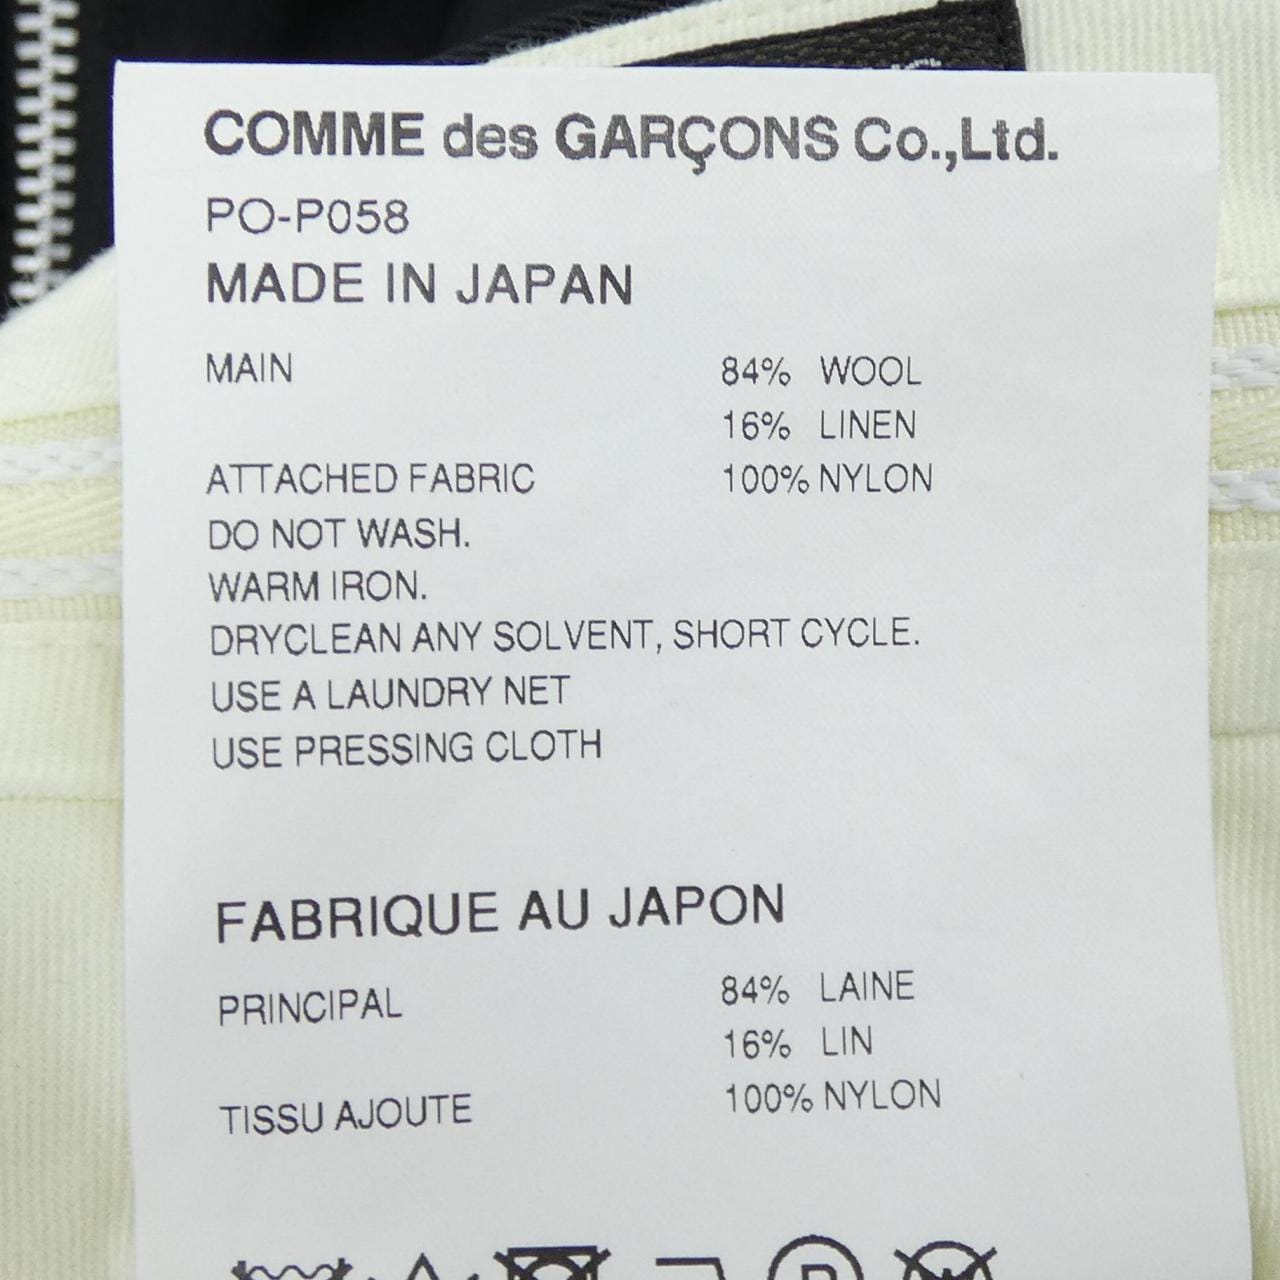 COMME des GARÇONS Co.,Ltd.
PO-P058
MADE IN JAPAN
MAIN 84% WOOL
16% LINEN
ATTACHED FABRIC 100% NYLON
DO NOT WASH.
WARM IRON.
DRYCLEAN ANY SOLVENT, SHORT CYCLE.
USE A LAUNDRY NET
USE PRESSING CLOTH
FABRIQUE AU JAPON
PRINCIPAL 84% LAINE
16% LIN
TISSU AJOUTE 100% NYLON
P